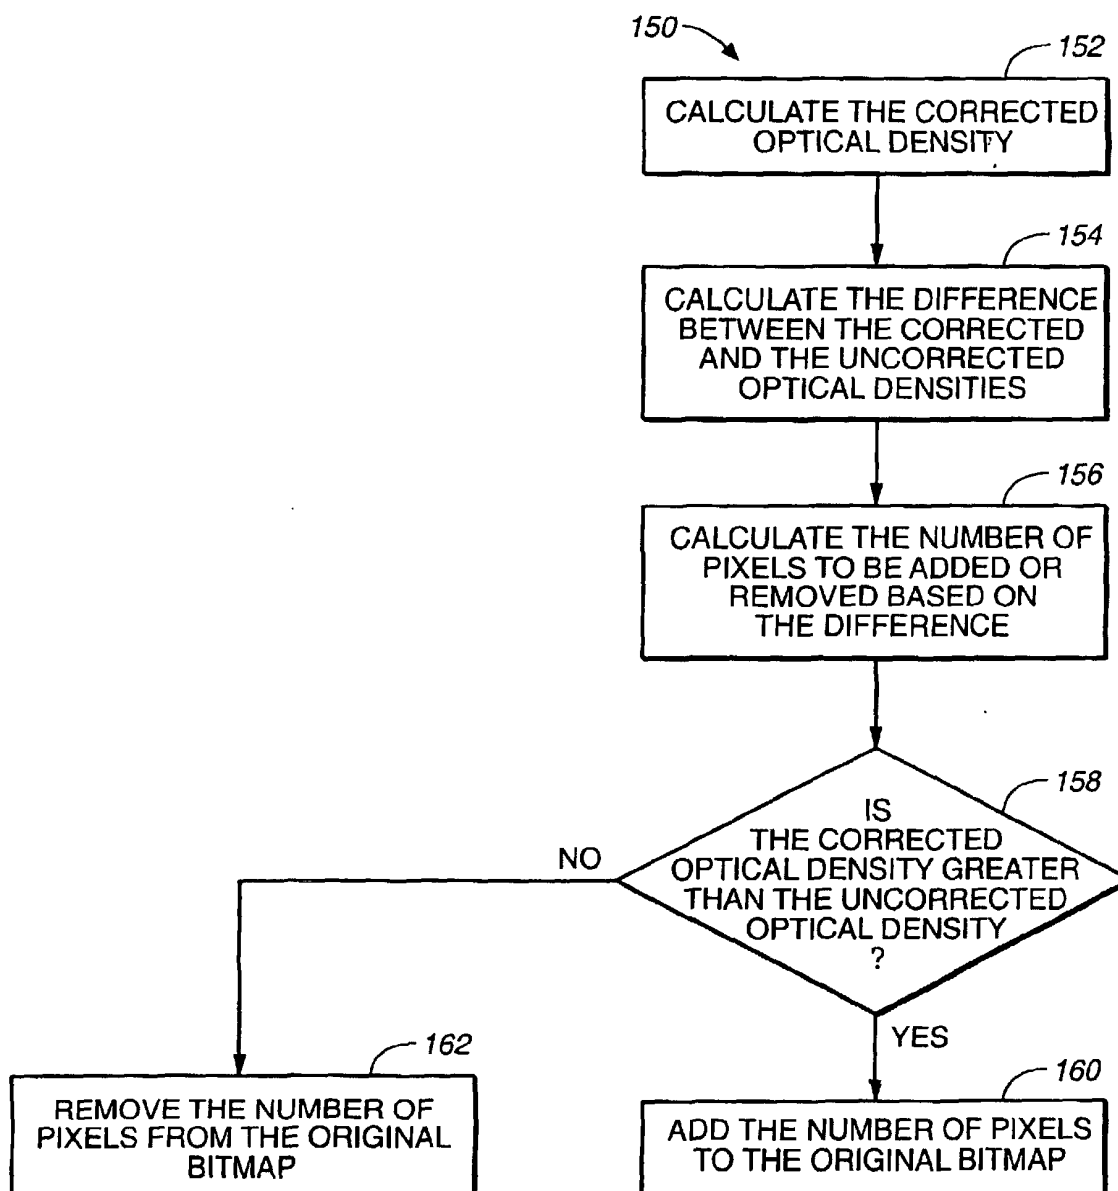 150
152
CALCULATE THE CORRECTED
OPTICAL DENSITY
154
CALCULATE THE DIFFERENCE
BETWEEN THE CORRECTED
AND THE UNCORRECTED
OPTICAL DENSITIES
156
CALCULATE THE NUMBER OF
PIXELS TO BE ADDED OR
REMOVED BASED ON
THE DIFFERENCE
158
IS
THE CORRECTED
OPTICAL DENSITY GREATER
THAN THE UNCORRECTED
OPTICAL DENSITY
?
NO
YES
162
REMOVE THE NUMBER OF
PIXELS FROM THE ORIGINAL
BITMAP
160
ADD THE NUMBER OF PIXELS
TO THE ORIGINAL BITMAP